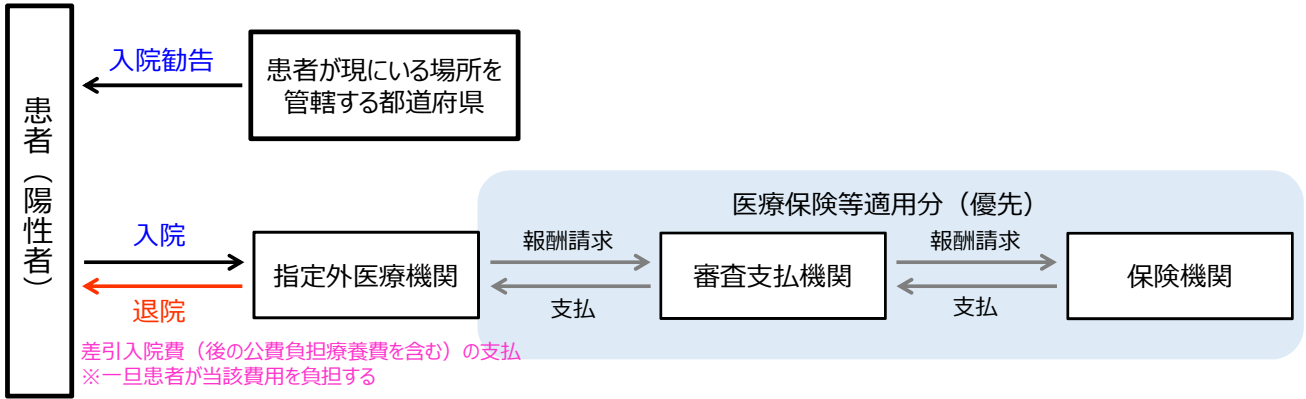 入院勧告
患者が現にいる場所を
管轄する都道府県
患者（陽性者）
医療保険等適用分（優先）
入院
退院
指定外医療機関
報酬請求
支払
審査支払機関
報酬請求
支払
保険機関
差引入院費（後の公費負担療養費を含む）の支払
※一旦患者が当該費用を負担する